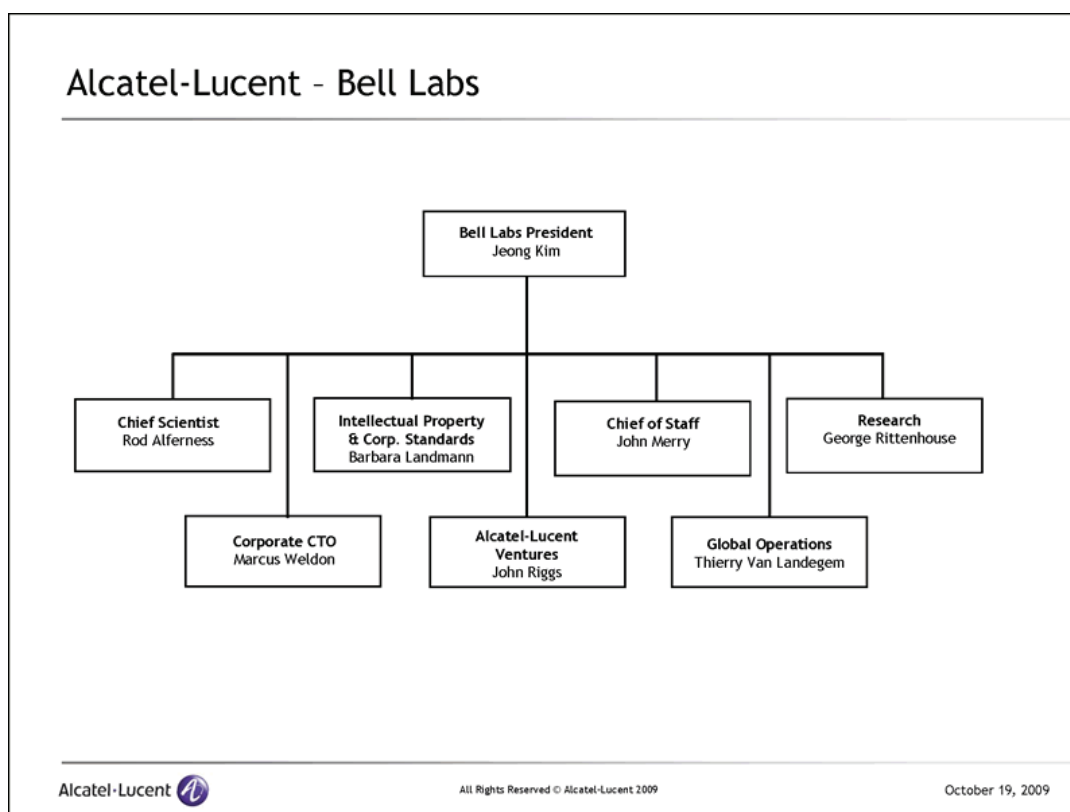 Alcatel-Lucent – Bell Labs
Bell Labs President
Jeong Kim
Chief Scientist
Rod Alferness
Intellectual Property
& Corp. Standards
Barbara Landmann
Chief of Staff
John Merry
Research
George Rittenhouse
Corporate CTO
Marcus Weldon
Alcatel-Lucent
Ventures
John Riggs
Global Operations
Thierry Van Landegem
Alcatel·Lucent
All Rights Reserved © Alcatel-Lucent 2009
October 19, 2009